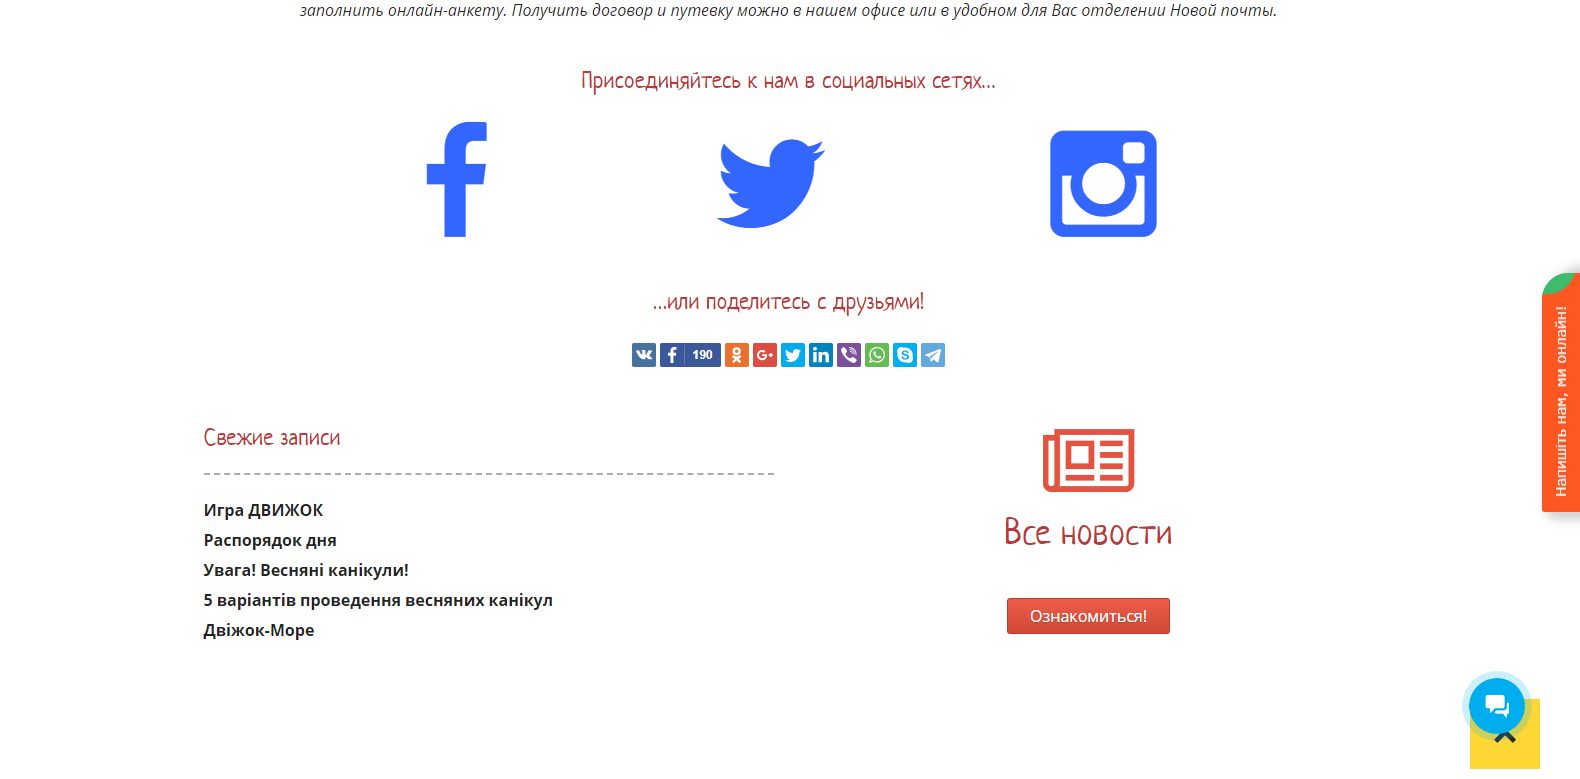 заполнить онлайн-анкету. Получить договор и путевку можно в нашем офисе или в удобном для Вас отделении Новой почты.
Присоединяйтесь к нам в социальных сетях...
...или поделитесь с друзьями!
190
Свежие записи
Игра ДВИЖОК
Распорядок дня
Увага! Весняні канікули!
5 варіантів проведення весняних канікул
Двіжок-Море
Все новости
Ознакомиться!
Напишіть нам, ми онлайн!